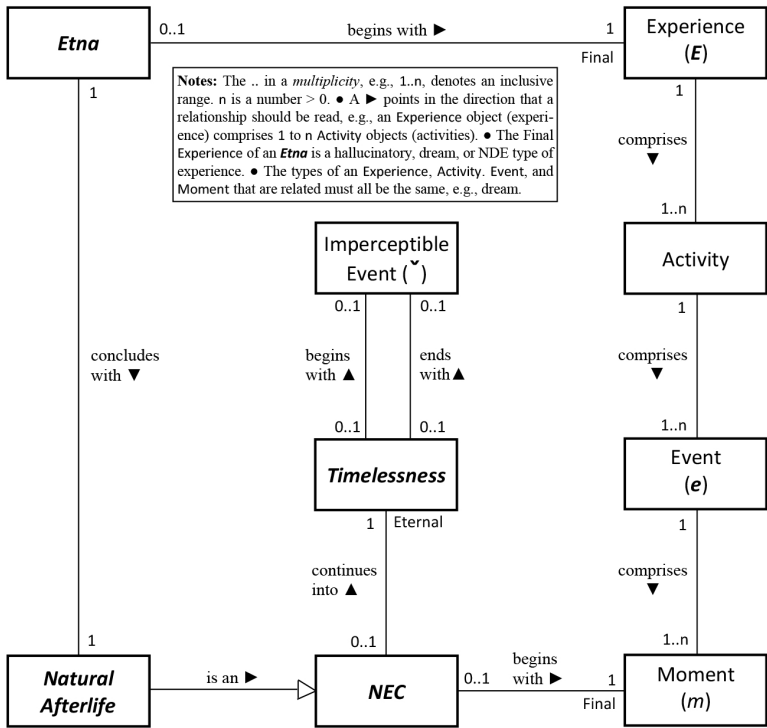 Etna
0..1
begins with ►
1
Final
Experience
(E)
1
1
Notes: The .. in a multiplicity, e.g., 1..n, denotes an inclusive
range. n is a number > 0. ● A ► points in the direction that a
relationship should be read, e.g., an Experience object (experi-
ence) comprises 1 to n Activity objects (activities). ● The Final
Experience of an Etna is a hallucinatory, dream, or NDE type of
experience. ● The types of an Experience, Activity. Event, and
Moment that are related must all be the same, e.g., dream.
comprises
▼
1..n
Imperceptible
Event (ˇ)
Activity
0..1
0..1
1
concludes
with ▼
begins
with ▲
ends
with ▲
comprises
▼
0..1
0..1
1..n
Timelessness
Event
(e)
1
Eternal
1
continues
into ▲
comprises
▼
1
0..1
1..n
Natural
Afterlife
is an ►
NEC
0..1
begins
with ►
1
Final
Moment
(m)